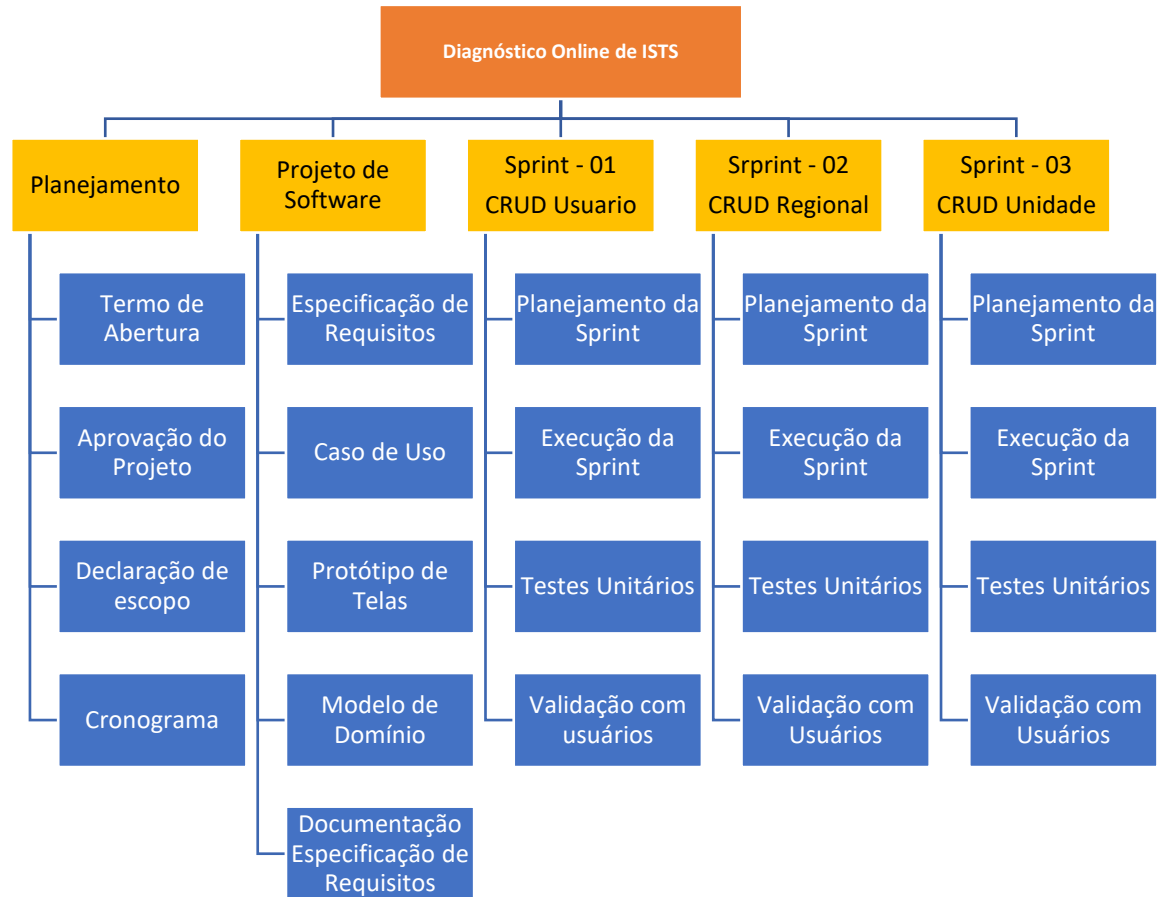 Diagnóstico Online de ISTS
Planejamento
Termo de
Abertura
Aprovação do
Projeto
Declaração de
escopo
Cronograma
Projeto de
Software
Especificação de
Requisitos
Caso de Uso
Protótipo de
Telas
Modelo de
Domínio
Documentação
Especificação de
Requisitos
Sprint - 01
CRUD Usuario
Planejamento da
Sprint
Execução da
Sprint
Testes Unitários
Validação com
usuários
Srprint - 02
CRUD Regional
Planejamento da
Sprint
Execução da
Sprint
Testes Unitários
Validação com
Usuários
Sprint - 03
CRUD Unidade
Planejamento da
Sprint
Execução da
Sprint
Testes Unitários
Validação com
Usuários